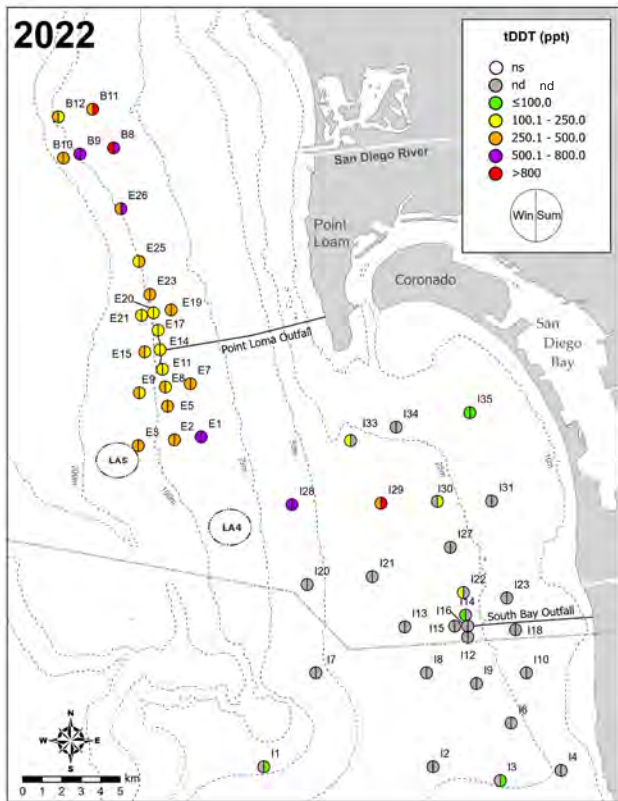 2022
tDDT (ppt)
ns
nd nd
≤100.0
100.1 - 250.0
250.1 - 500.0
500.1 - 800.0
>800
Win Sum
B12
B11
B19
B9
B8
San Diego River
E26
Point
Loam
E25
Coronado
E23
E20
E19
E21
E17
San
Diego
Bay
E15
E14
Point Loma Outfall
E11
E9
E8
E7
E5
I35
I33
I34
E3
E2
E1
LA5
100m
LA4
I28
I29
I30
I31
I27
I20
I21
I22
I23
I16
I14
South Bay Outfall
I13
I15
I18
I12
I7
I8
I9
I10
I6
N
W E
S
I1
I2
I3
I4
0 1 2 3 4 5 km